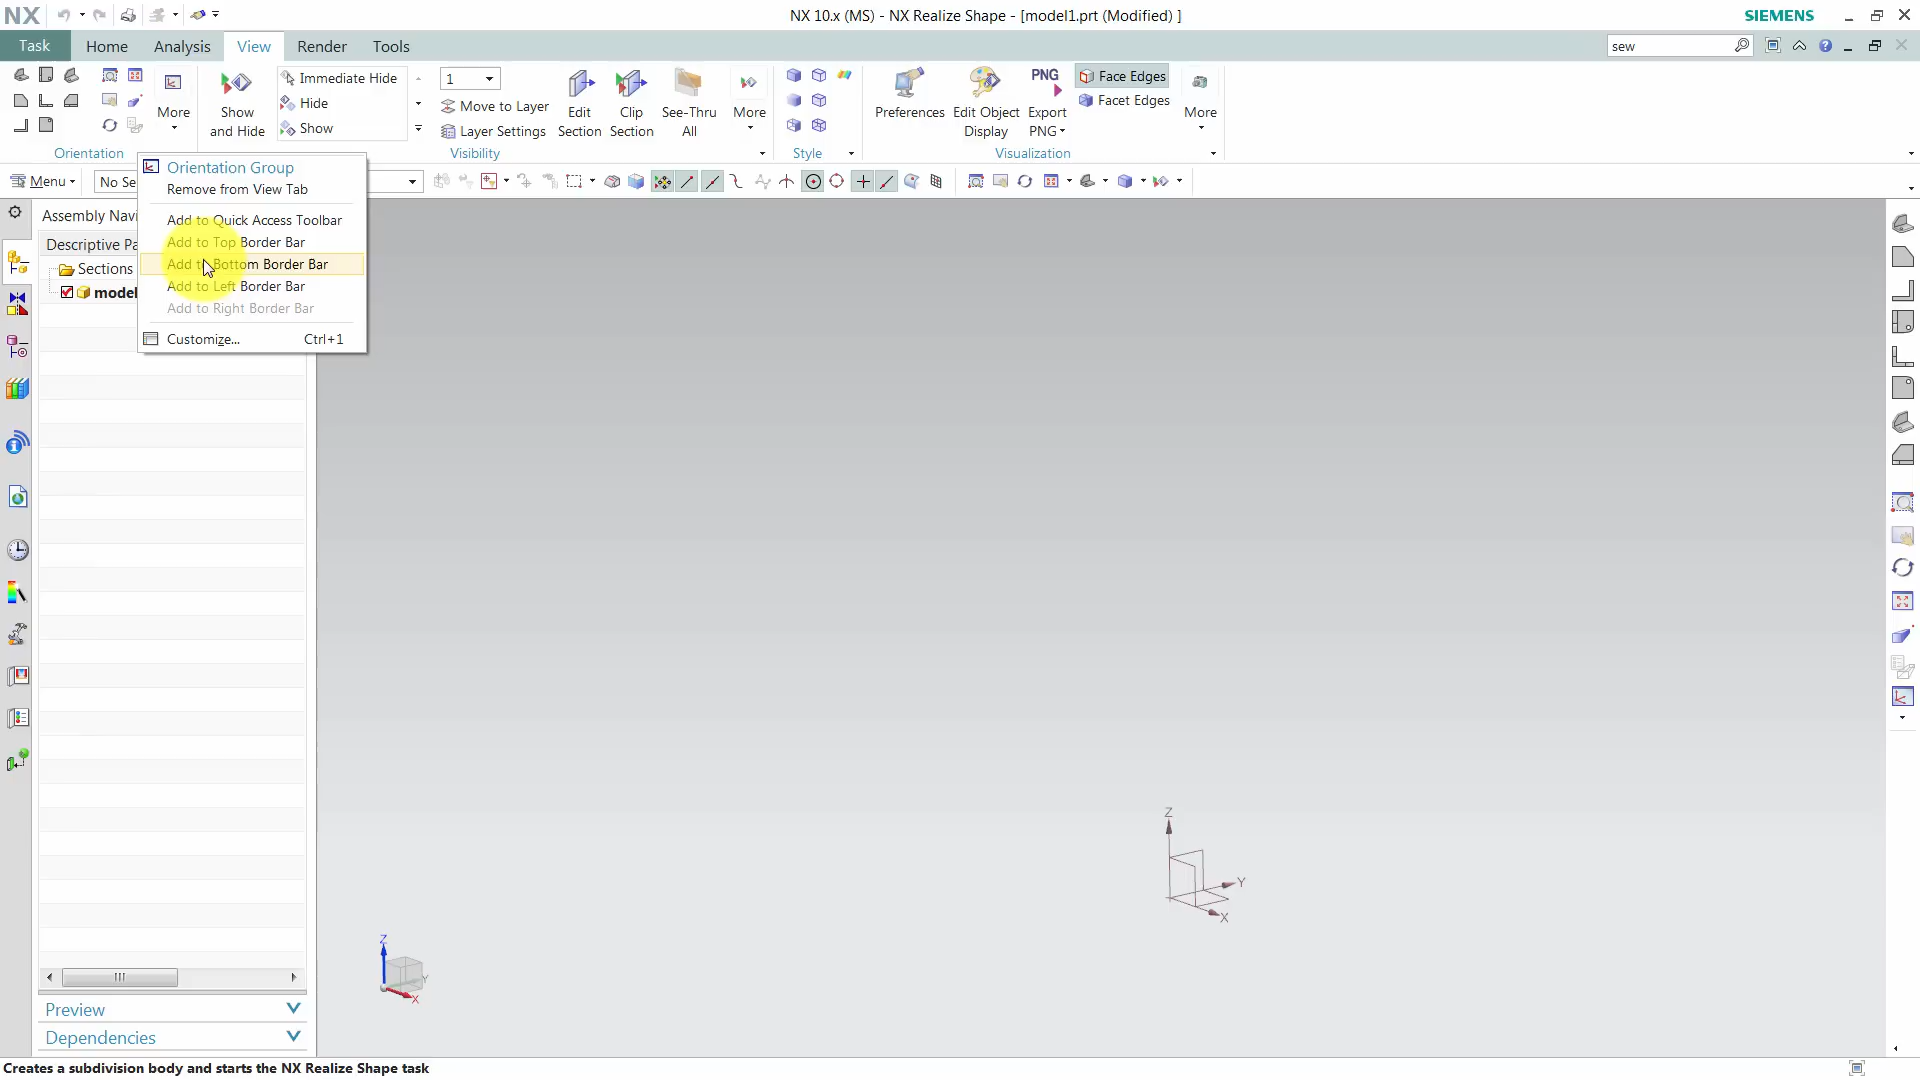 NX
NX 10.x (MS) - NX Realize Shape - [model1.prt (Modified) ]
SIEMENS
Task
Home
Analysis
View
Render
Tools
sew
More
Show
and Hide
Immediate Hide
Hide
Show
1
Move to Layer
Layer Settings
Edit
Section
Clip
Section
See-Thru
All
More
Preferences
Edit Object
Display
PNG
Export
PNG
Face Edges
Facet Edges
More
Orientation
Visibility
Style
Visualization
Menu
No Se
Orientation Group
Remove from View Tab
Add to Quick Access Toolbar
Add to Top Border Bar
Add to Bottom Border Bar
Add to Left Border Bar
Add to Right Border Bar
Customize... Ctrl+1
Assembly Navi
Descriptive Pa
Sections
model
Z
Y
X
Z
Y
X
Preview
Dependencies
Creates a subdivision body and starts the NX Realize Shape task